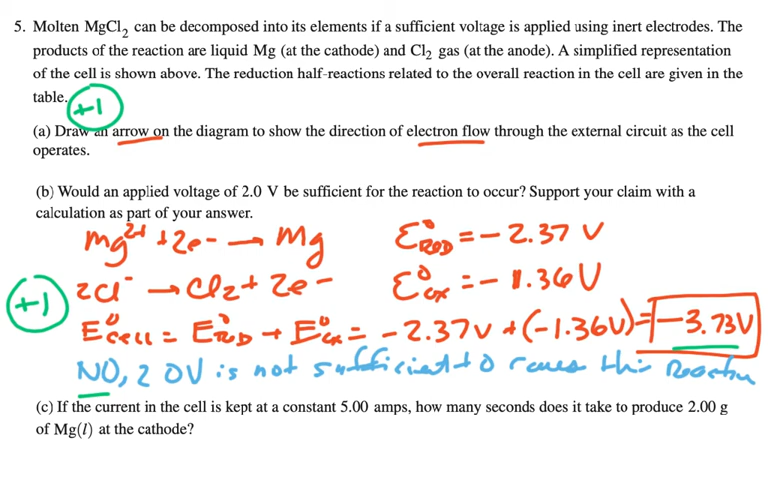 5. Molten MgCl₂ can be decomposed into its elements if a sufficient voltage is applied using inert electrodes. The
products of the reaction are liquid Mg (at the cathode) and Cl₂ gas (at the anode). A simplified representation
of the cell is shown above. The reduction half-reactions related to the overall reaction in the cell are given in the
table.
+1
(a) Draw an arrow on the diagram to show the direction of electron flow through the external circuit as the cell
operates.
(b) Would an applied voltage of 2.0 V be sufficient for the reaction to occur? Support your claim with a
calculation as part of your answer.
Mg²⁺ + 2e- → Mg E°RED = -2.37 V
+1 2Cl⁻ → Cl₂ + 2e- E°ox = -1.36V
E°cell = E°RED + E°ox = -2.37V + (-1.36V) = -3.73V
NO, 2 0V is not sufficient to cause this Reaction
(c) If the current in the cell is kept at a constant 5.00 amps, how many seconds does it take to produce 2.00 g
of Mg(l) at the cathode?